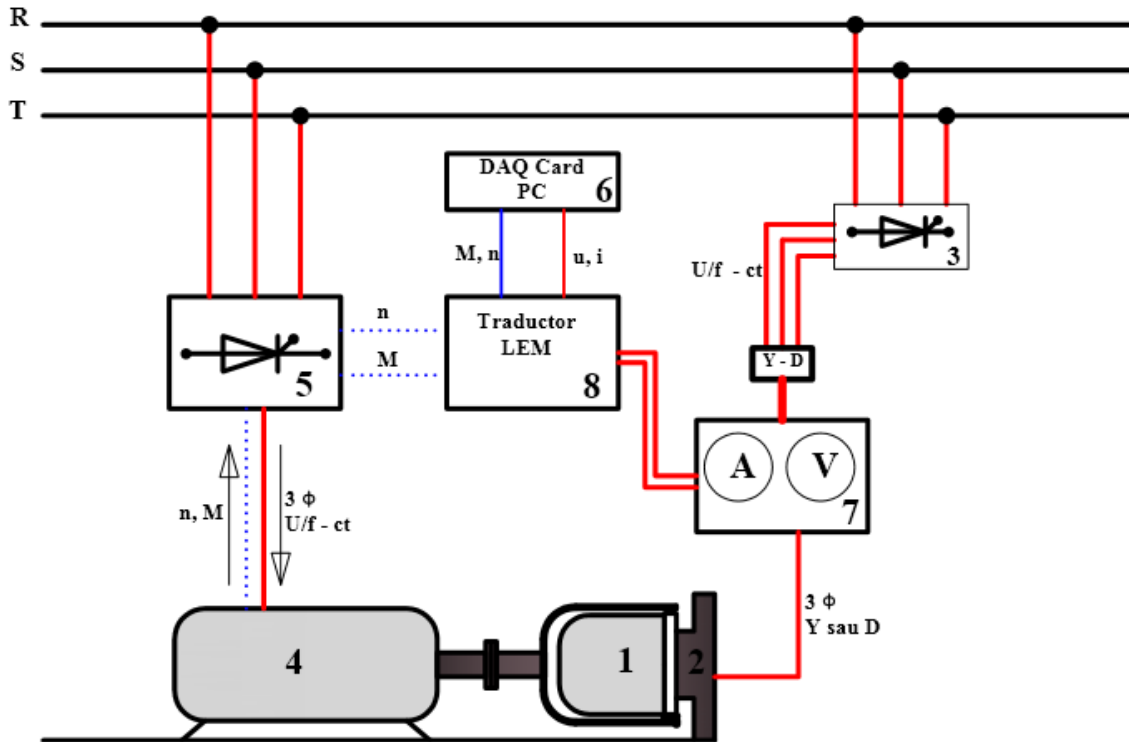 R
S
T
DAQ Card
PC
6
M, n
u, i
U/f - ct
3
n
M
Traductor
LEM
8
5
Y - D
A
V
7
n, M
3 ϕ
U/f - ct
3 ϕ
Y sau D
4
1
2